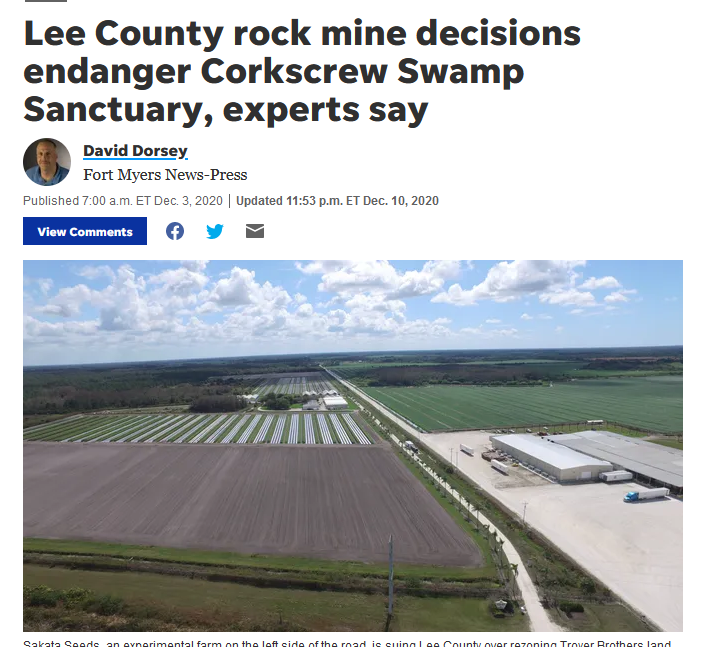 Lee County rock mine decisions
endanger Corkscrew Swamp
Sanctuary, experts say
David Dorsey
Fort Myers News-Press
Published 7:00 a.m. ET Dec. 3, 2020 | Updated 11:53 p.m. ET Dec. 10, 2020
View Comments
Sakata Seeds, an experimental farm on the left side of the road, is suing Lee County over rezoning Troyer Brothers land